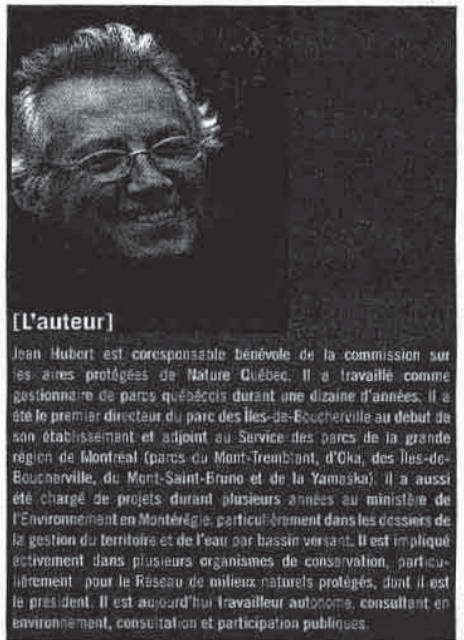 [L'auteur]
Jean Hubert est coresponsable bénévole de la commission sur
les aires protégées de Nature Québec. Il a travaillé comme
gestionnaire de parcs québécois durant une dizaine d'années. Il a
été le premier directeur du parc des Îles-de-Boucherville au début de
son établissement et adjoint au Service des parcs de la grande
région de Montréal (parcs du Mont-Tremblant, d'Oka, des Îles-de-
Boucherville, du Mont-Saint-Bruno et de la Yamaska). Il a aussi
été chargé de projets durant plusieurs années au ministère de
l'Environnement en Montérégie, particulièrement dans les dossiers de
la gestion du territoire et de l'eau par bassin versant. Il est impliqué
activement dans plusieurs organismes de conservation, particu-
lièrement pour le Réseau de milieux naturels protégés, dont il est
le président. Il est aujourd'hui travailleur autonome, consultant en
environnement, consultation et participation publiques.